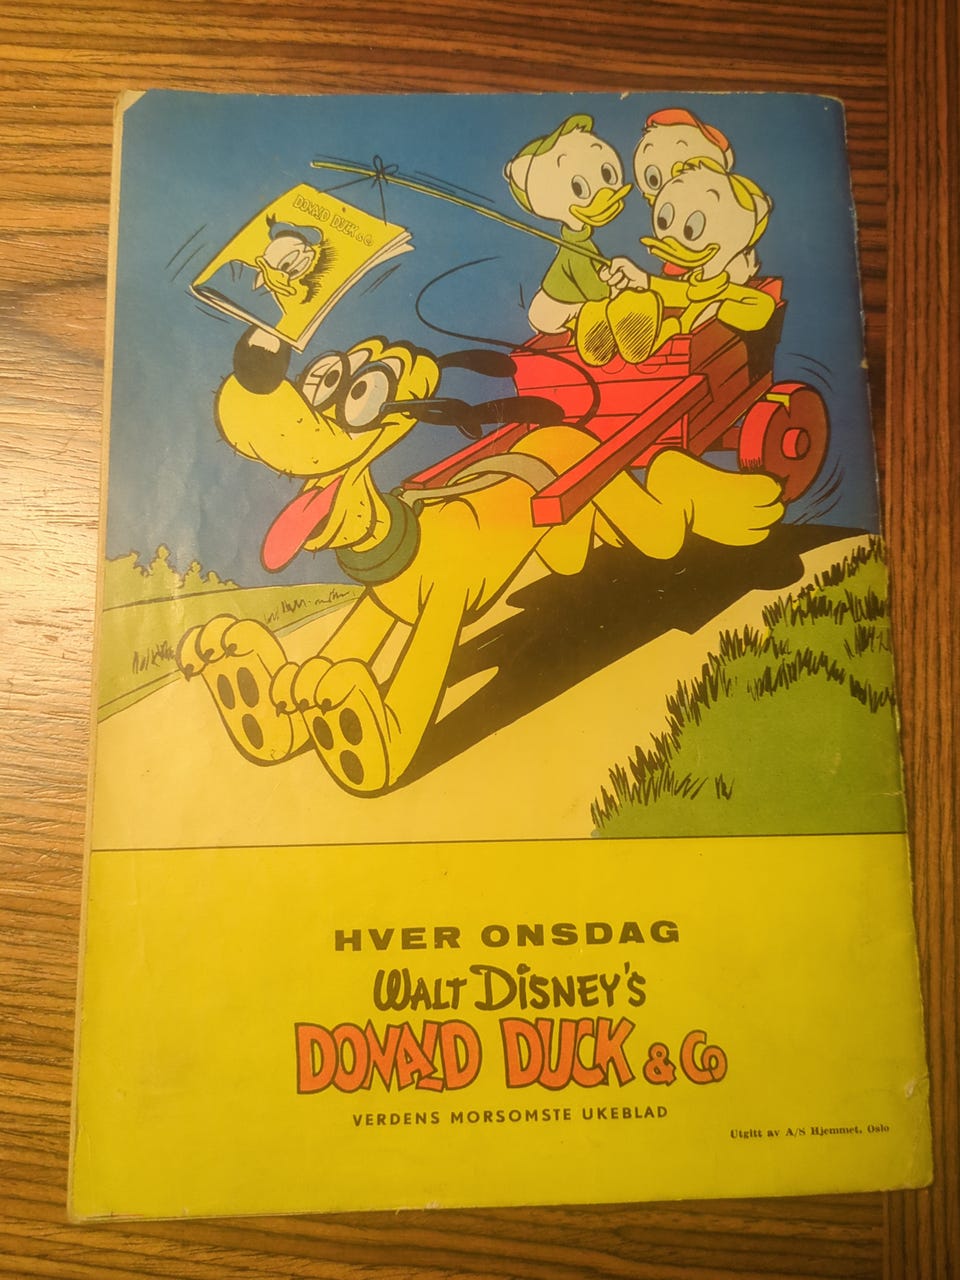 DONALD DUCK & Co
HVER ONSDAG
WALT DISNEY'S
DONALD DUCK & Co
VERDENS MORSOMSTE UKEBLAD
Utgitt av A/S Hjemmet, Oslo